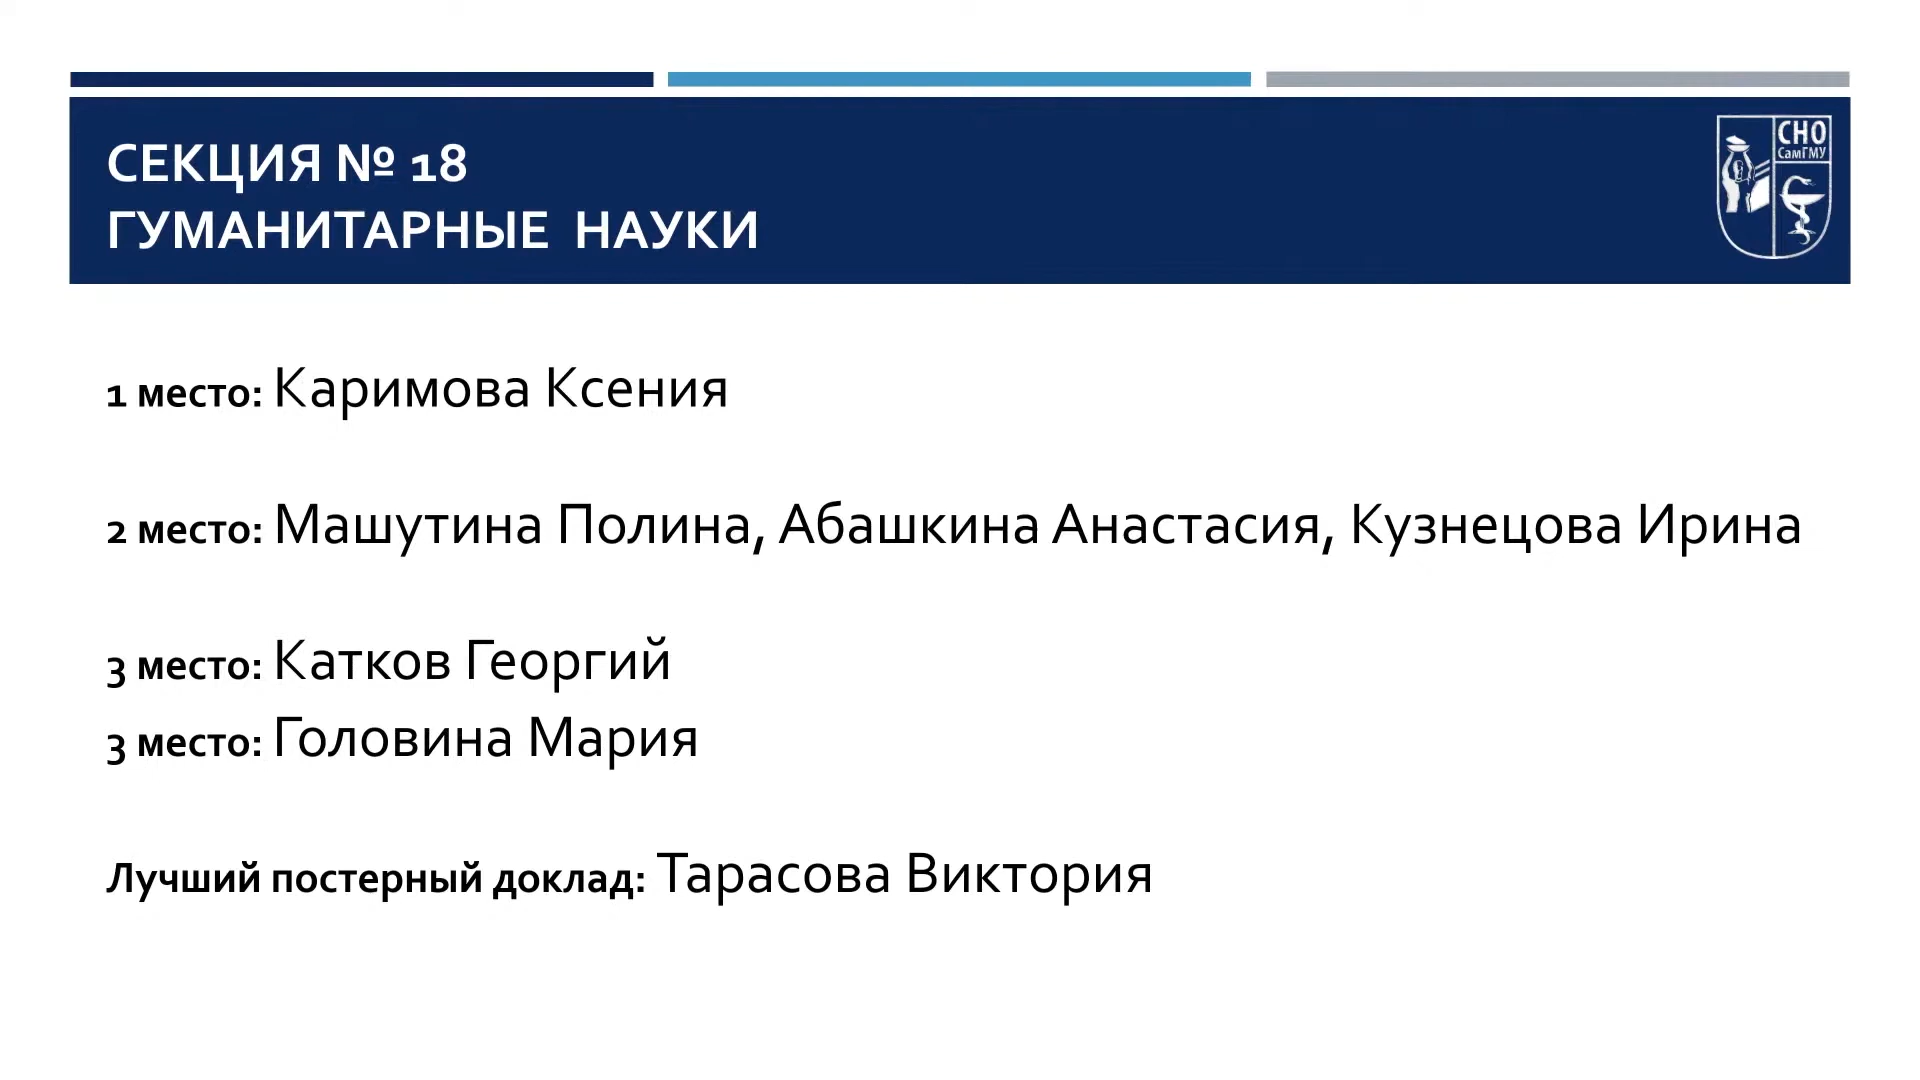 СЕКЦИЯ № 18
ГУМАНИТАРНЫЕ НАУКИ
СНО
СамГМУ
1 место: Каримова Ксения
2 место: Машутина Полина, Абашкина Анастасия, Кузнецова Ирина
3 место: Катков Георгий
3 место: Головина Мария
Лучший постерный доклад: Тарасова Виктория